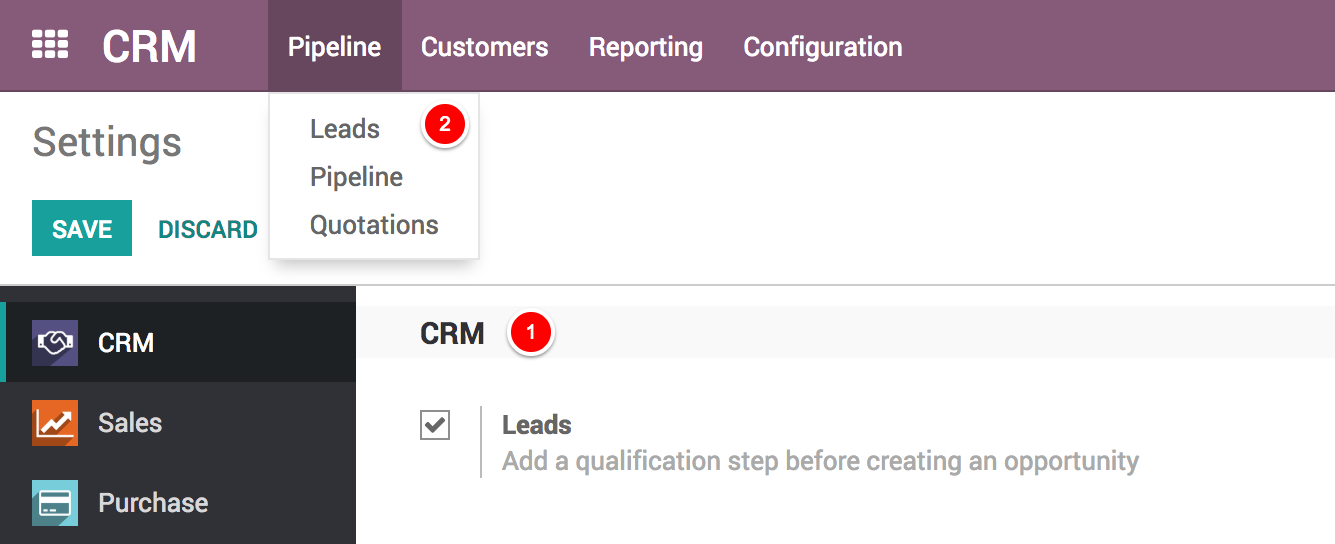 CRM Pipeline Customers Reporting Configuration
Settings
Leads 2
Pipeline
Quotations
SAVE DISCARD
CRM
Sales
Purchase
CRM 1
Leads
Add a qualification step before creating an opportunity